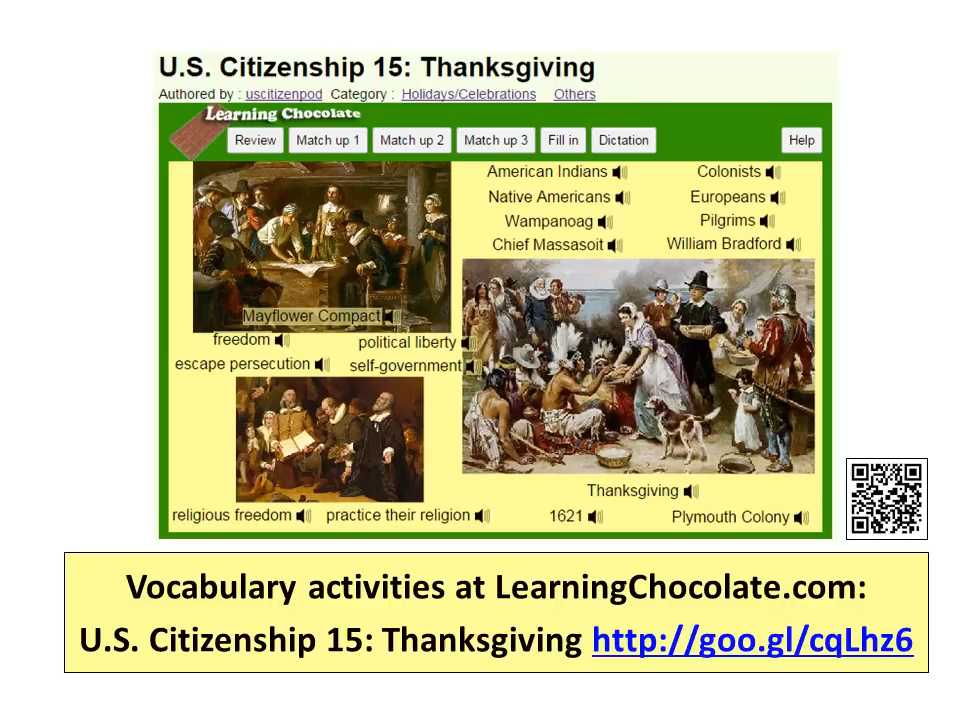 U.S. Citizenship 15: Thanksgiving
Authored by : uscitizenpod Category : Holidays/Celebrations Others
Learning Chocolate
Review Match up 1 Match up 2 Match up 3 Fill in Dictation Help
American Indians Colonists
Native Americans Europeans
Wampanoag Pilgrims
Chief Massasoit William Bradford
Mayflower Compact
freedom political liberty
escape persecution self-government
Thanksgiving
religious freedom practice their religion 1621 Plymouth Colony
Vocabulary activities at LearningChocolate.com:
U.S. Citizenship 15: Thanksgiving http://goo.gl/cqLhz6